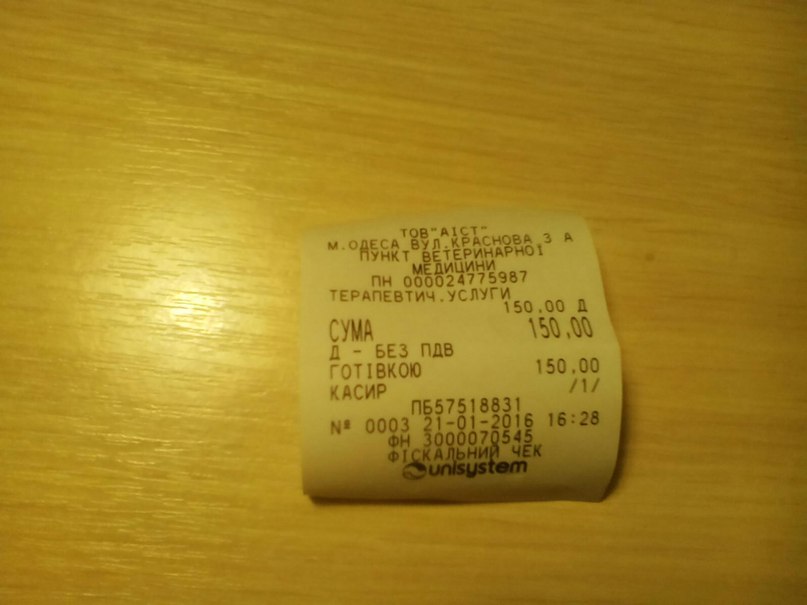 ТОВ"АІСТ"
М.ОДЕСА ВУЛ.КРАСНОВА 3 А
ПУНКТ ВЕТЕРИНАРНОЇ
МЕДИЦИНИ
ПН 000024775987
ТЕРАПЕВТИЧ.УСЛУГИ
150,00 Д
СУМА 150,00
Д - БЕЗ ПДВ
ГОТІВКОЮ 150,00
КАСИР /1/
ПБ57518831
№ 0003 21-01-2016 16:28
ФН 3000070545
ФІСКАЛЬНИЙ ЧЕК
unisystem